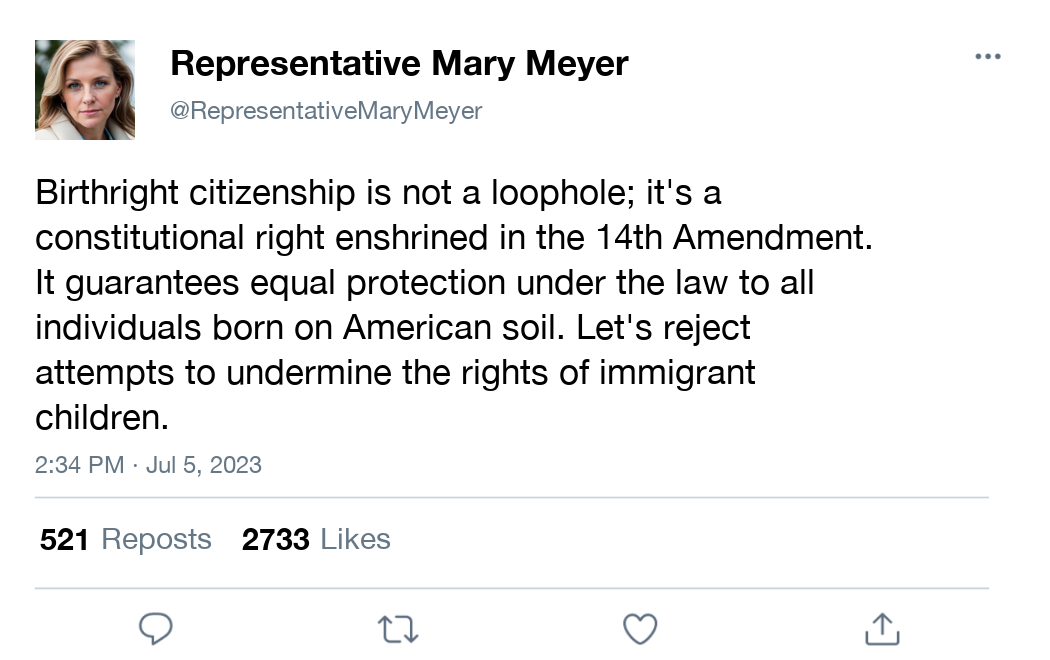 Representative Mary Meyer
@RepresentativeMaryMeyer
Birthright citizenship is not a loophole; it's a
constitutional right enshrined in the 14th Amendment.
It guarantees equal protection under the law to all
individuals born on American soil. Let's reject
attempts to undermine the rights of immigrant
children.
2:34 PM · Jul 5, 2023
521 Reposts 2733 Likes